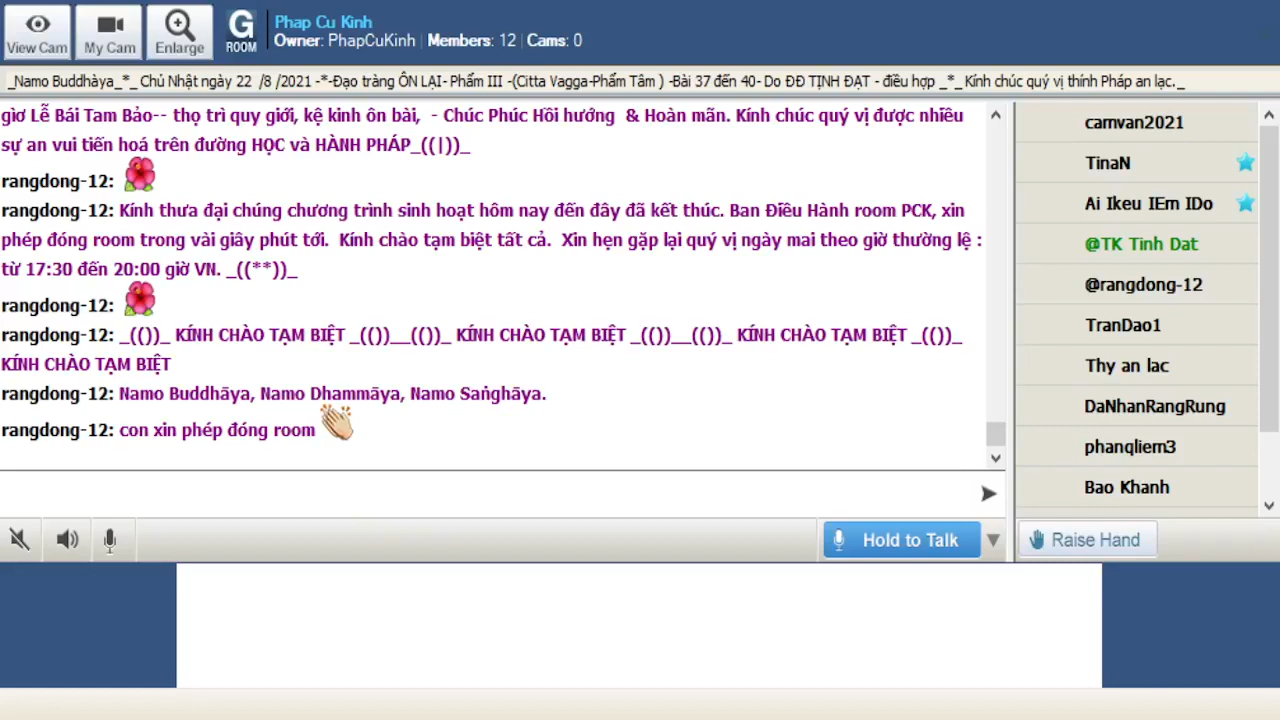 View Cam
My Cam
Enlarge
G
ROOM
Phap Cu Kinh
Owner: PhapCuKinh | Members: 12 | Cams: 0
_Namo Buddhàya_*_ Chủ Nhật ngày 22 /8 /2021 -*-Đạo tràng ÔN LẠI- Phẩm III -(Citta Vagga-Phẩm Tâm ) -Bài 37 đến 40- Do ĐĐ TỊNH ĐẠT - điều hợp _*_ Kính chúc quý vị thính Pháp an lạc._
giơ Lễ Bái Tam Bảo-- thọ trì quy giới, kệ kinh ôn bài, - Chúc Phúc Hồi hướng & Hoàn mãn. Kính chúc quý vị được nhiều
sự an vui tiến hoá trên đường HỌC và HÀNH PHÁP_((|))_
rangdong-12:
rangdong-12: Kính thưa đại chúng chương trình sinh hoạt hôm nay đến đây đã kết thúc. Ban Điều Hành room PCK, xin
phép đóng room trong vài giây phút tới. Kính chào tạm biệt tất cả. Xin hẹn gặp lại quý vị ngày mai theo giờ thường lệ :
từ 17:30 đến 20:00 giờ VN. _((**))_
rangdong-12:
rangdong-12: _(())_ KÍNH CHÀO TẠM BIỆT _(())__(())_ KÍNH CHÀO TẠM BIỆT _(())__(())_ KÍNH CHÀO TẠM BIỆT _(())_
KÍNH CHÀO TẠM BIỆT
rangdong-12: Namo Buddhāya, Namo Dhammāya, Namo Saṅghāya.
rangdong-12: con xin phép đóng room
Hold to Talk
camvan2021
TinaN
Ai lkeu IEm IDo
@TK Tinh Dat
@rangdong-12
TranDao1
Thy an lac
DaNhanRangRung
phanqliem3
Bao Khanh
Raise Hand